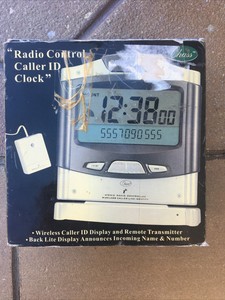 "Radio Control
Caller ID
Clock"
12:38 00
5557090555
• Wireless Caller ID Display and Remote Transmitter
• Back Lite Display Announces Incoming Name & Number